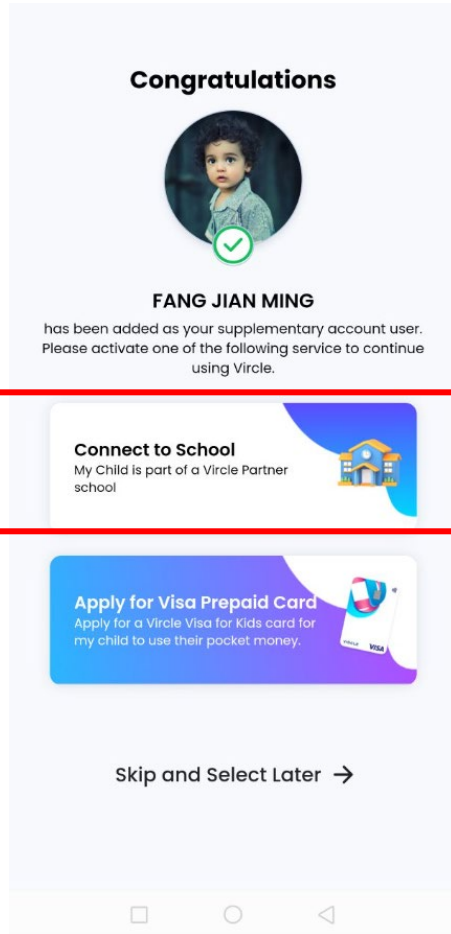 Congratulations
FANG JIAN MING
has been added as your supplementary account user.
Please activate one of the following service to continue
using Vircle.
Connect to School
My Child is part of a Vircle Partner
school
Apply for Visa Prepaid Card
Apply for a Vircle Visa for Kids card for
my child to use their pocket money.
VIRCLE
VISA
Skip and Select Later →